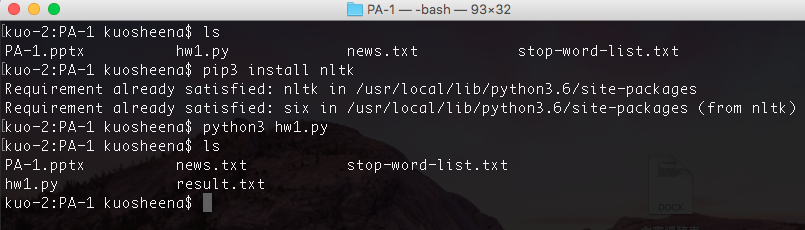 PA-1 — -bash — 93×32
[kuo-2:PA-1 kuosheena$ ls
PA-1.pptx hw1.py news.txt stop-word-list.txt
[kuo-2:PA-1 kuosheena$ pip3 install nltk
Requirement already satisfied: nltk in /usr/local/lib/python3.6/site-packages
Requirement already satisfied: six in /usr/local/lib/python3.6/site-packages (from nltk)
[kuo-2:PA-1 kuosheena$ python3 hw1.py
[kuo-2:PA-1 kuosheena$ ls
PA-1.pptx news.txt stop-word-list.txt
hw1.py result.txt
kuo-2:PA-1 kuosheena$
DOCX